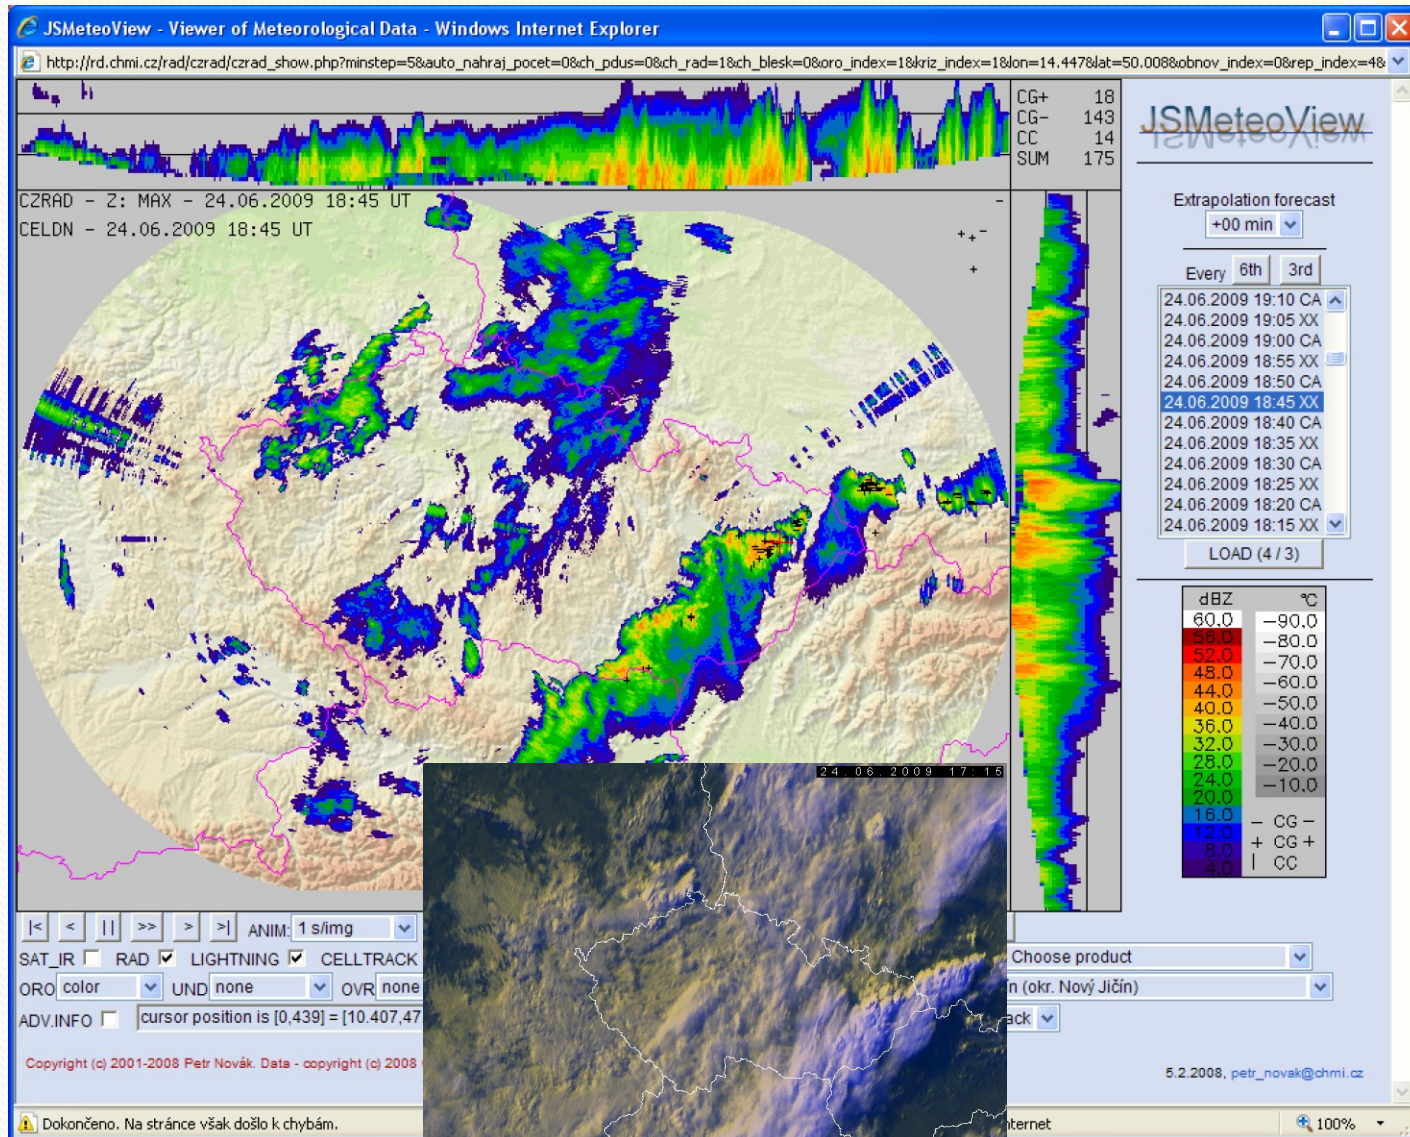 JSMeteoView - Viewer of Meteorological Data - Windows Internet Explorer
http://rd.chmi.cz/rad/czrad/czrad_show.php?minstep=5&auto_nahraj_pocet=0&ch_pdus=0&ch_rad=1&ch_blesk=0&oro_index=1&kriz_index=1&lon=14.447&lat=50.008&obnov_index=0&rep_index=4&
CG+ 18
CG- 143
CC 14
SUM 175
JSMeteoView
CZRAD - Z: MAX - 24.06.2009 18:45 UT
CELDN - 24.06.2009 18:45 UT
Extrapolation forecast
+00 min
Every 6th 3rd
24.06.2009 19:10 CA
24.06.2009 19:05 XX
24.06.2009 19:00 CA
24.06.2009 18:55 XX
24.06.2009 18:50 CA
24.06.2009 18:45 XX
24.06.2009 18:40 CA
24.06.2009 18:35 XX
24.06.2009 18:30 CA
24.06.2009 18:25 XX
24.06.2009 18:20 CA
24.06.2009 18:15 XX
LOAD (4 / 3)
dBZ °C
60.0 -90.0
56.0 -80.0
52.0 -70.0
48.0 -60.0
44.0 -50.0
40.0 -40.0
36.0 -30.0
32.0 -20.0
28.0 -10.0
24.0
20.0
16.0
12.0
8.0
4.0
- CG -
+ CG +
| CC
24.06.2009 17:15
|< < || >> > >| ANIM: 1 s/img
SAT_IR RAD LIGHTNING CELLTRACK
Choose product
ORO color UND none OVR none
ín (okr. Nový Jičín)
ADV.INFO cursor position is [0,439] = [10.407,47
ack
Copyright (c) 2001-2008 Petr Novák. Data - copyright (c) 2008
5.2.2008, petr_novak@chmi.cz
Dokončeno. Na stránce však došlo k chybám.
nternet
100%